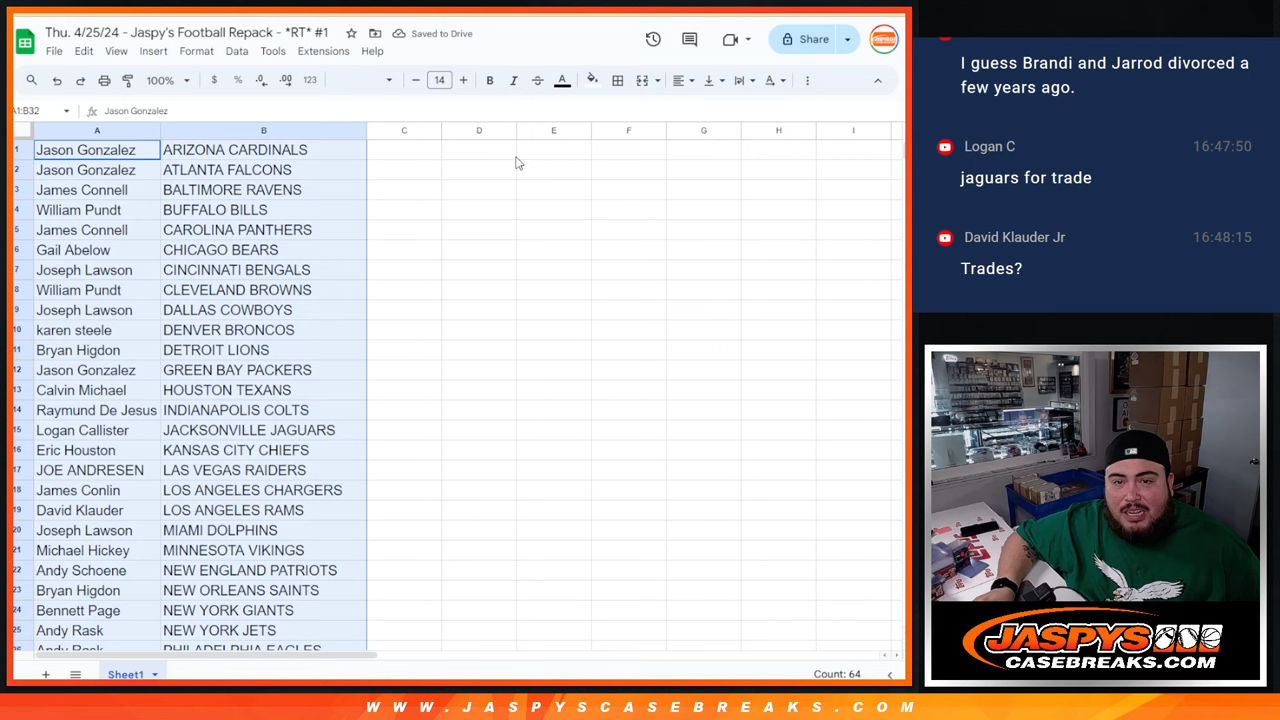 Thu. 4/25/24 - Jaspy's Football Repack - *RT* #1
Saved to Drive
Share
File Edit View Insert Format Data Tools Extensions Help
100% $ % .0 .00 123 14 B I A
A1:B32 fx Jason Gonzalez
A B C D E F G H I
1 Jason Gonzalez ARIZONA CARDINALS
2 Jason Gonzalez ATLANTA FALCONS
3 James Connell BALTIMORE RAVENS
4 William Pundt BUFFALO BILLS
5 James Connell CAROLINA PANTHERS
6 Gail Abelow CHICAGO BEARS
7 Joseph Lawson CINCINNATI BENGALS
8 William Pundt CLEVELAND BROWNS
9 Joseph Lawson DALLAS COWBOYS
10 karen steele DENVER BRONCOS
11 Bryan Higdon DETROIT LIONS
12 Jason Gonzalez GREEN BAY PACKERS
13 Calvin Michael HOUSTON TEXANS
14 Raymund De Jesus INDIANAPOLIS COLTS
15 Logan Callister JACKSONVILLE JAGUARS
16 Eric Houston KANSAS CITY CHIEFS
17 JOE ANDRESEN LAS VEGAS RAIDERS
18 James Conlin LOS ANGELES CHARGERS
19 David Klauder LOS ANGELES RAMS
20 Joseph Lawson MIAMI DOLPHINS
21 Michael Hickey MINNESOTA VIKINGS
22 Andy Schoene NEW ENGLAND PATRIOTS
23 Bryan Higdon NEW ORLEANS SAINTS
24 Bennett Page NEW YORK GIANTS
25 Andy Rask NEW YORK JETS
Andy Rask PHILADELPHIA EAGLES
Sheet1
Count: 64
I guess Brandi and Jarrod divorced a
few years ago.
Logan C 16:47:50
jaguars for trade
David Klauder Jr 16:48:15
Trades?
JASPYS
CASEBREAKS.COM
WWW.JASPYSCASEBREAKS.COM